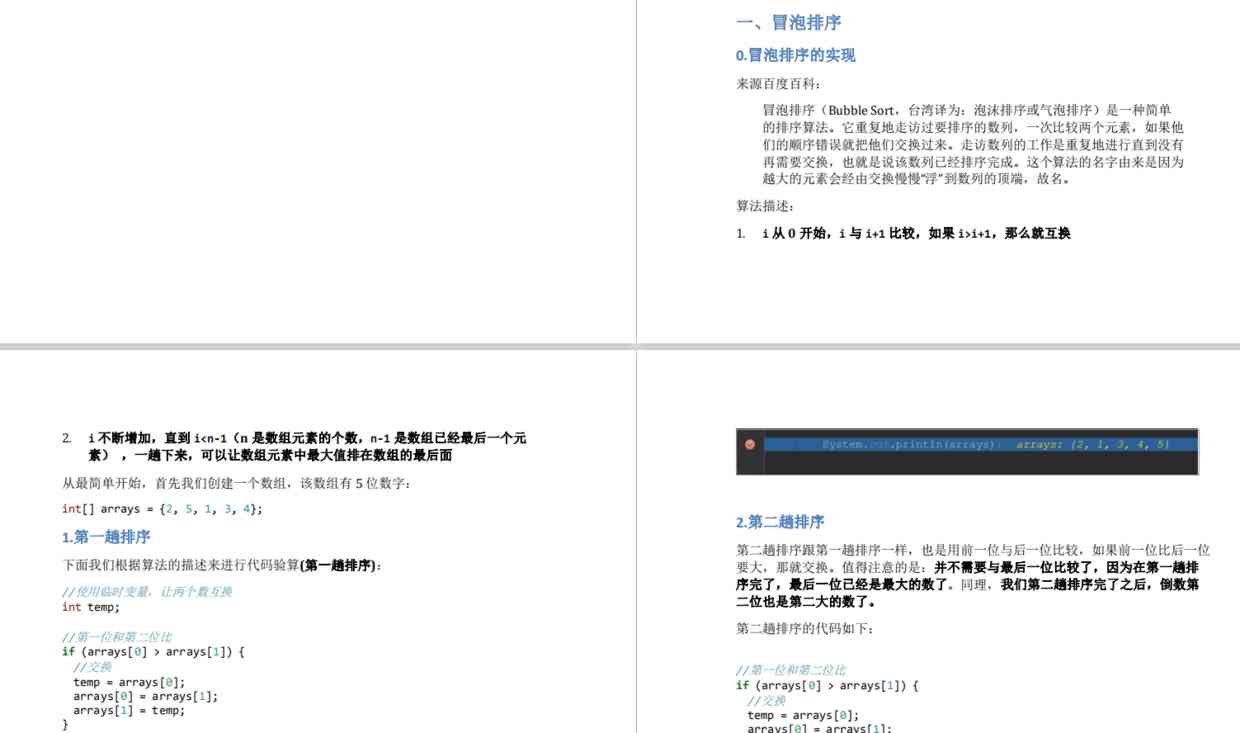 一、冒泡排序
0.冒泡排序的实现
来源百度百科：
冒泡排序（Bubble Sort，台湾译为：泡沫排序或气泡排序）是一种简单
的排序算法。它重复地走访过要排序的数列，一次比较两个元素，如果他
们的顺序错误就把他们交换过来。走访数列的工作是重复地进行直到没有
再需要交换，也就是说该数列已经排序完成。这个算法的名字由来是因为
越大的元素会经由交换慢慢“浮”到数列的顶端，故名。
算法描述：
1. i 从 0 开始，i 与 i+1 比较，如果 i>i+1，那么就互换
2. i 不断增加，直到 i<n-1（n 是数组元素的个数，n-1 是数组已经最后一个元
素） ，一趟下来，可以让数组元素中最大值排在数组的最后面
从最简单开始，首先我们创建一个数组，该数组有 5 位数字：
int[] arrays = {2, 5, 1, 3, 4};
1.第一趟排序
下面我们根据算法的描述来进行代码验算(第一趟排序)：
//使用临时变量，让两个数互换
int temp;
//第一位和第二位比
if (arrays[0] > arrays[1]) {
//交换
temp = arrays[0];
arrays[0] = arrays[1];
arrays[1] = temp;
}
System.out.println(arrays); arrays: {2, 1, 3, 4, 5}
2.第二趟排序
第二趟排序跟第一趟排序一样，也是用前一位与后一位比较，如果前一位比后一位
要大，那就交换。值得注意的是：并不需要与最后一位比较了，因为在第一趟排
序完了，最后一位已经是最大的数了。同理，我们第二趟排序完了之后，倒数第
二位也是第二大的数了。
第二趟排序的代码如下：
//第一位和第二位比
if (arrays[0] > arrays[1]) {
//交换
temp = arrays[0];
arrays[0] = arrays[1];